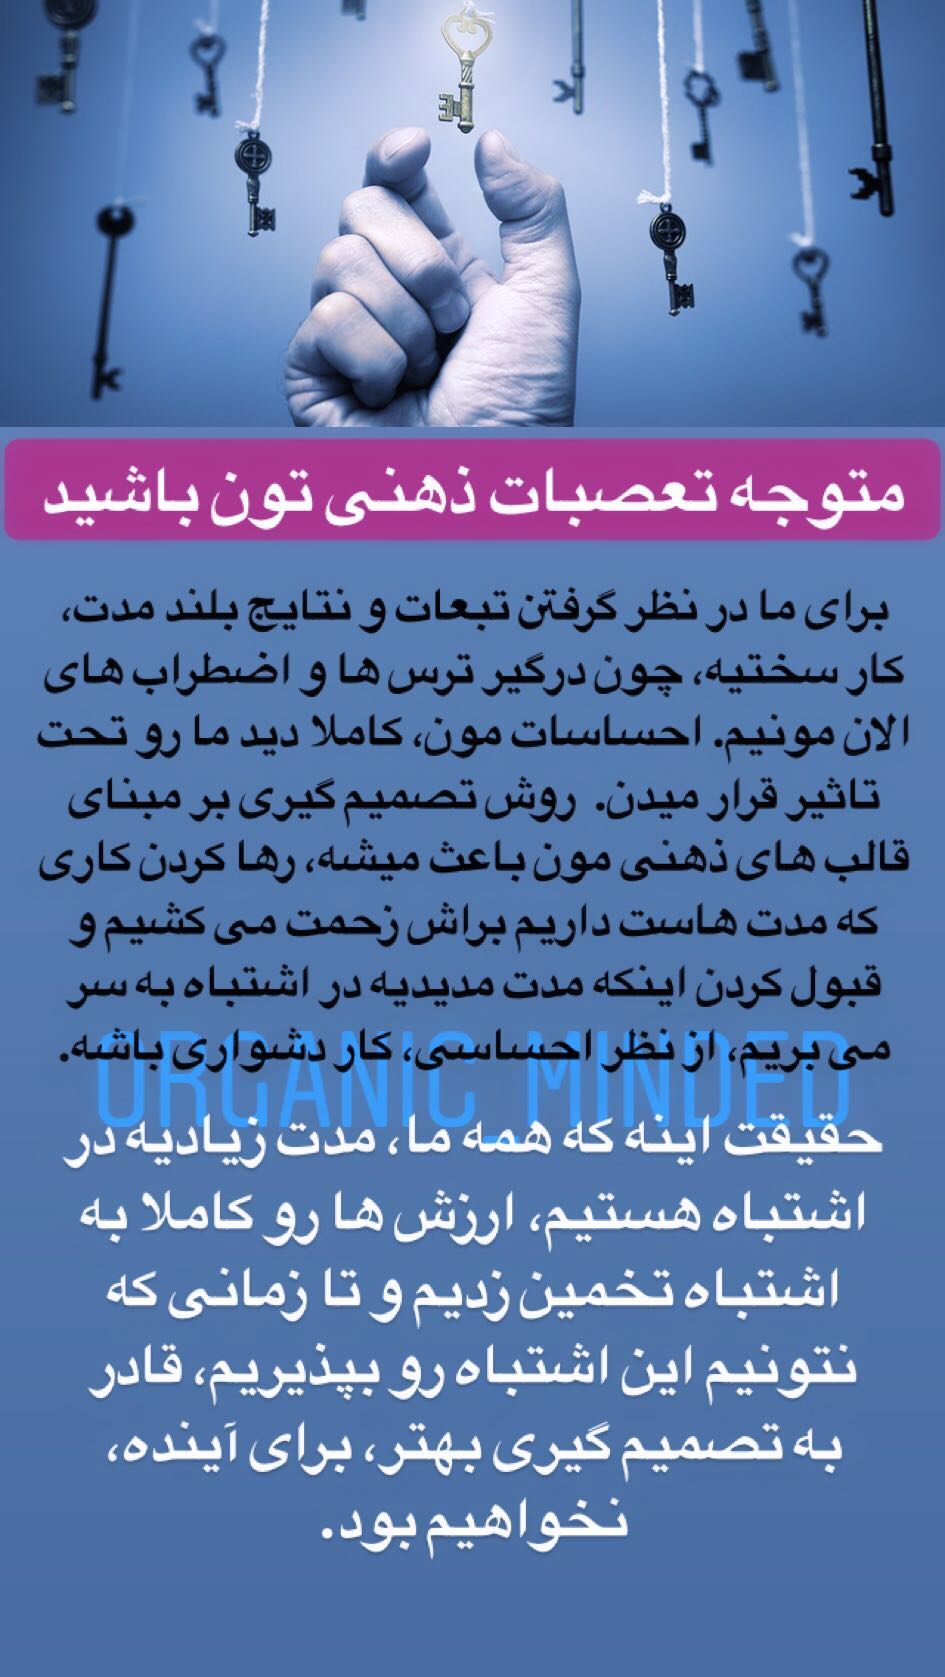 متوجه تعصبات ذهنی تون باشید
برای ما در نظر گرفتن تبعات و نتایج بلند مدت،
کار سختیه، چون درگیر ترس ها و اضطراب های
الان مونیم. احساسات مون، کاملا دید ما رو تحت
تاثیر قرار میدن. روش تصمیم گیری بر مبنای
قالب های ذهنی مون باعث میشه، رها کردن کاری
که مدت هاست داریم براش زحمت می کشیم و
قبول کردن اینکه مدت مدیدیه در اشتباه به سر
می بریم، از نظر احساسی، کار دشواری باشه.
ORGANIC_MINDED
حقیقت اینه که همه ما، مدت زیادیه در
اشتباه هستیم، ارزش ها رو کاملا به
اشتباه تخمین زدیم و تا زمانی که
نتونیم این اشتباه رو بپذیریم، قادر
به تصمیم گیری بهتر، برای آینده،
نخواهیم بود.